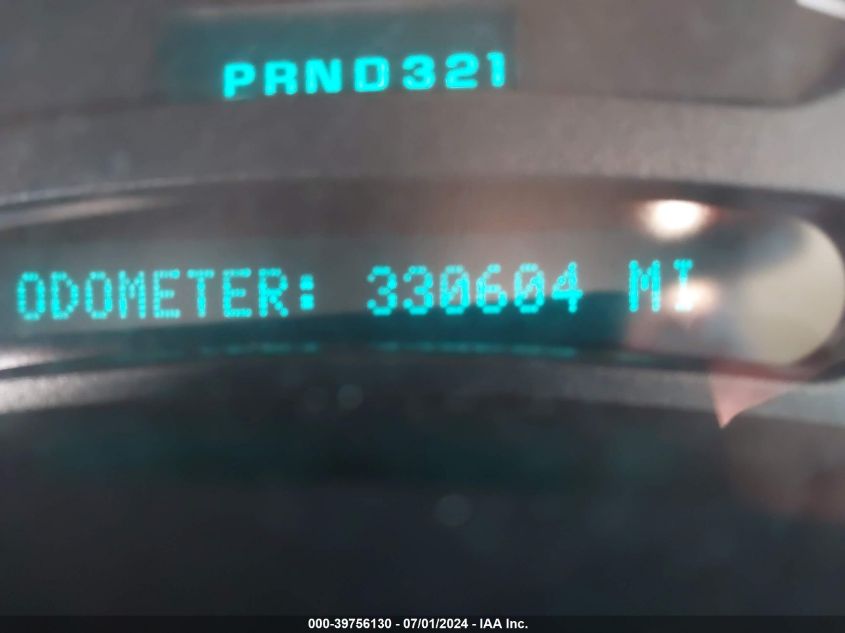 PRND321
ODOMETER: 330604 MI
000-39756130 - 07/01/2024 - IAA Inc.